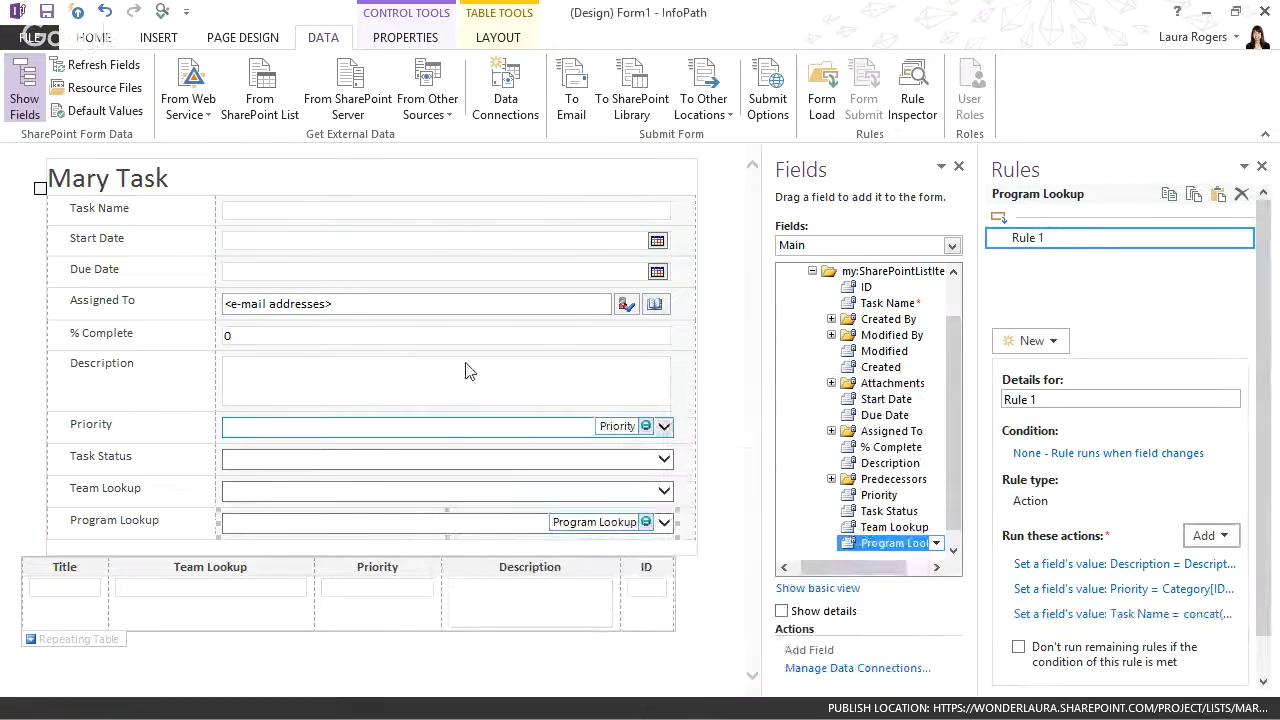 CONTROL TOOLS
TABLE TOOLS
(Design) Form1 - InfoPath
?
FILE
HOME
INSERT
PAGE DESIGN
DATA
PROPERTIES
LAYOUT
Laura Rogers
Show Fields
Refresh Fields
Resource Files
Default Values
From Web Service
From SharePoint List
From SharePoint Server
From Other Sources
Data Connections
To Email
To SharePoint Library
To Other Locations
Submit Options
Form Load
Form Submit
Rule Inspector
User Roles
SharePoint Form Data
Get External Data
Submit Form
Rules
Roles
Mary Task
Task Name
Start Date
Due Date
Assigned To
<e-mail addresses>
% Complete
0
Description
Priority
Priority
Task Status
Team Lookup
Program Lookup
Program Lookup
Title
Team Lookup
Priority
Description
ID
Repeating Table
Fields
Drag a field to add it to the form.
Fields:
Main
my:SharePointListIte
ID
Task Name*
Created By
Modified By
Modified
Created
Attachments
Start Date
Due Date
Assigned To
% Complete
Description
Predecessors
Priority
Task Status
Team Lookup
Program Look
Show basic view
Show details
Actions
Add Field
Manage Data Connections...
Rules
Program Lookup
Rule 1
New
Details for:
Rule 1
Condition:
None - Rule runs when field changes
Rule type:
Action
Run these actions:*
Add
Set a field's value: Description = Descript...
Set a field's value: Priority = Category[ID...
Set a field's value: Task Name = concat(...
Don't run remaining rules if the
condition of this rule is met
PUBLISH LOCATION: HTTPS://WONDERLAURA.SHAREPOINT.COM/PROJECT/LISTS/MAR...